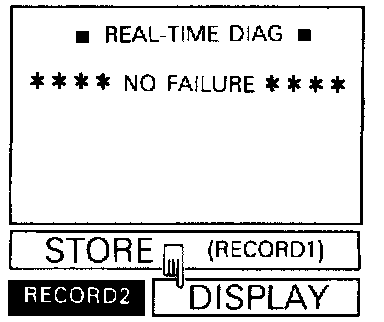 ■ REAL-TIME DIAG ■
**** NO FAILURE ****
STORE (RECORD1)
RECORD2 DISPLAY